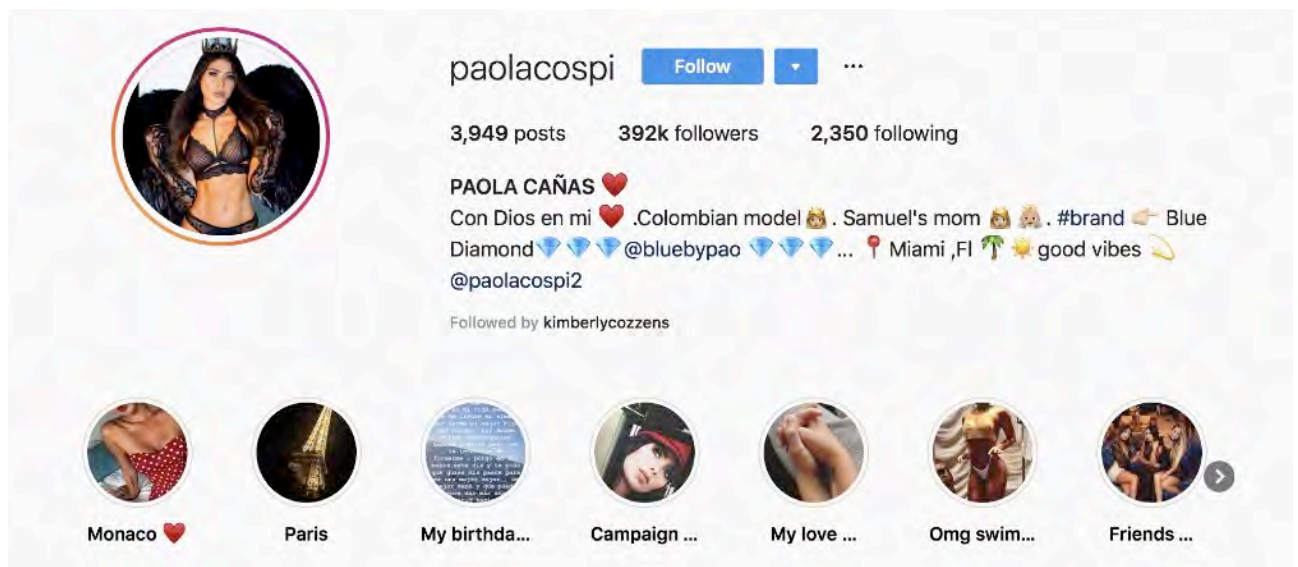 paolacospi Follow ...
3,949 posts 392k followers 2,350 following
PAOLA CAÑAS ♥️
Con Dios en mi ♥️ .Colombian model 👸🏼. Samuel's mom 👸🏼 👼🏼. #brand 👉🏻 Blue
Diamond 💎 💎 💎 @bluebypao 💎 💎 💎 ... 📍 Miami ,Fl 🌴 ☀️ good vibes 💫
@paolacospi2
Followed by kimberlycozzens
Monaco ♥️ Paris My birthda... Campaign ... My love ... Omg swim... Friends ...